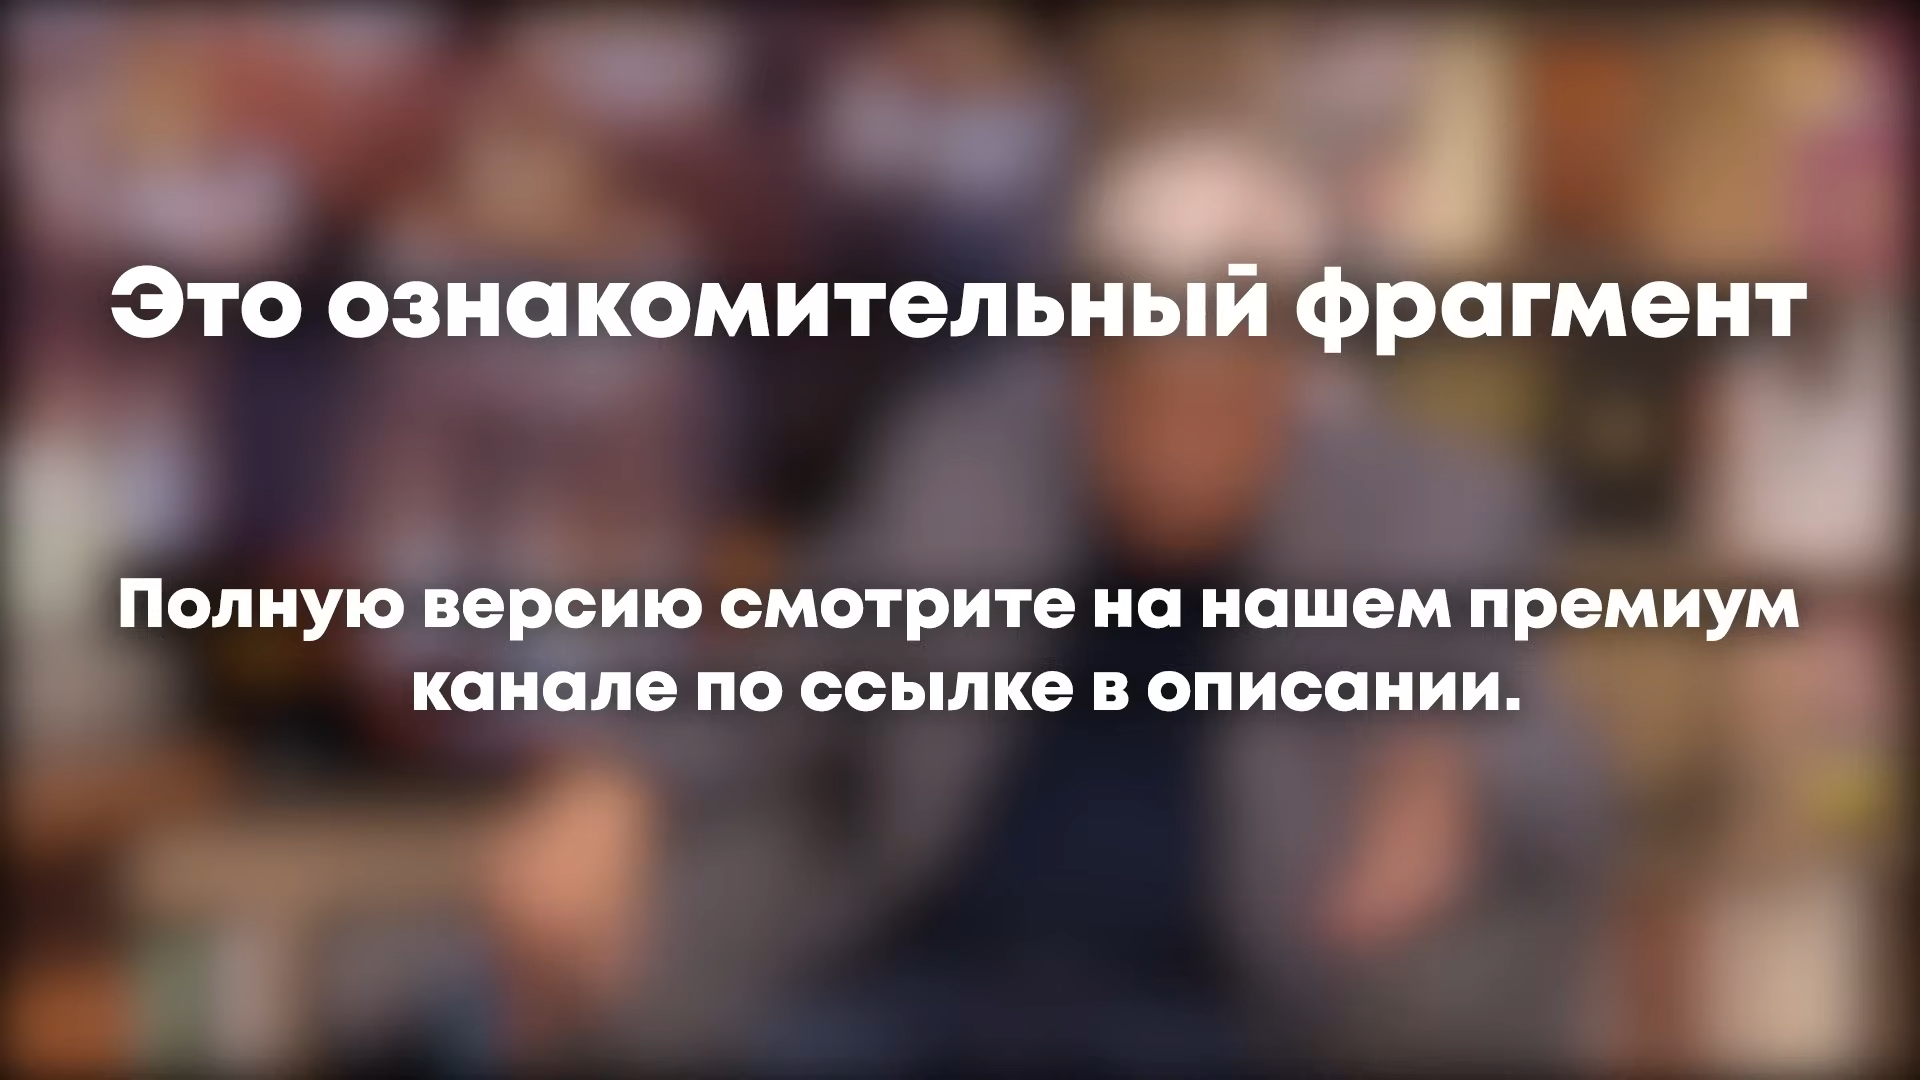 Это ознакомительный фрагмент
Полную версию смотрите на нашем премиум
канале по ссылке в описании.